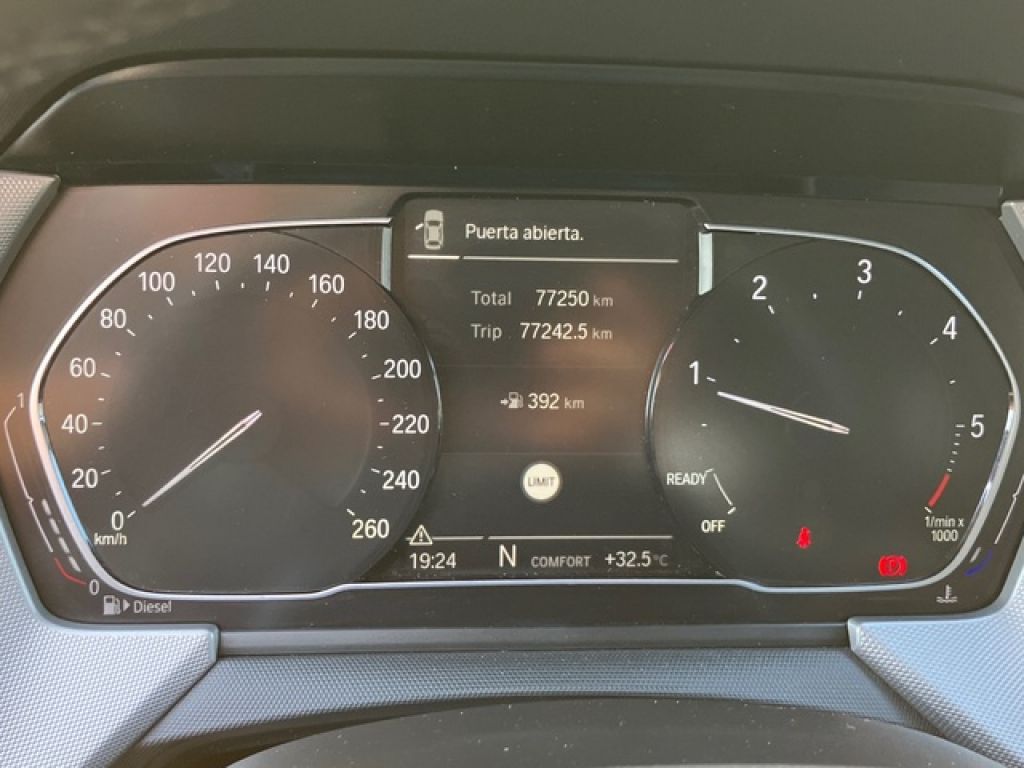 Puerta abierta.
Total 77250 km
Trip 77242.5 km
392 km
LIMIT
19:24 N COMFORT +32.5°C
0
20
40
60
80
100
120
140
160
180
200
220
240
260
km/h
1
0
Diesel
1
2
3
4
5
READY
OFF
1/min x
1000